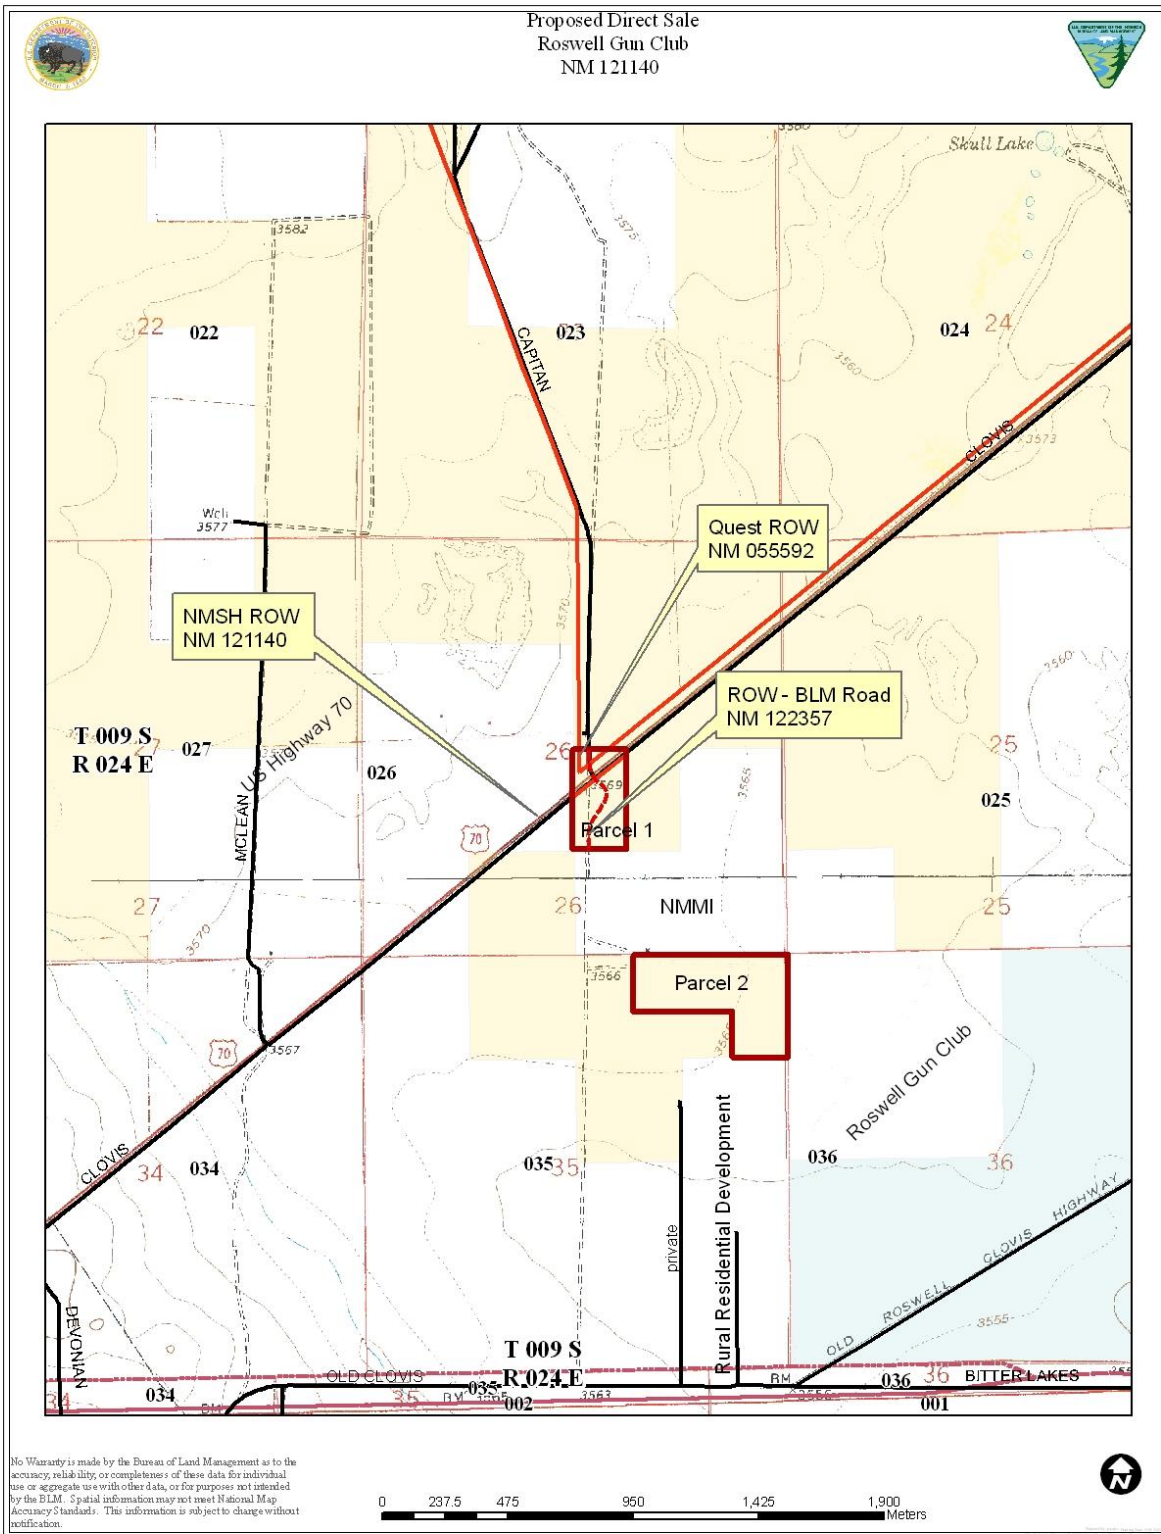 Proposed Direct Sale
Roswell Gun Club
NM 121140
Skull Lake
3582
3575
22
022
023
024
24
CAPITAN
3560
CLOVIS
3573
Well
3577
Quest ROW
NM 055592
NMSH ROW
NM 121140
3570
3560
ROW - BLM Road
NM 122357
US Highway 70
T 009 S
R 024 E
27
027
026
26
25
025
3569
3565
MCLEAN
70
Parcel 1
27
26
NMMI
25
3570
3566
Parcel 2
70
3567
Roswell Gun Club
CLOVIS
34
034
035
35
036
36
Rural Residential Development
private
OLD ROSWELL CLOVIS HIGHWAY
DEVONIAN
3555
T 009 S
R 024 E
OLD CLOVIS
BM
036
36
BITTER LAKES
34
034
35
035
BM
3563
002
001
BM
No Warranty is made by the Bureau of Land Management as to the
accuracy, reliability, or completeness of these data for individual
use or aggregate use with other data, or for purposes not intended
by the BLM. Spatial information may not meet National Map
Accuracy Standards. This information is subject to change without
notification.
0 237.5 475 950 1,425 1,900
Meters
N